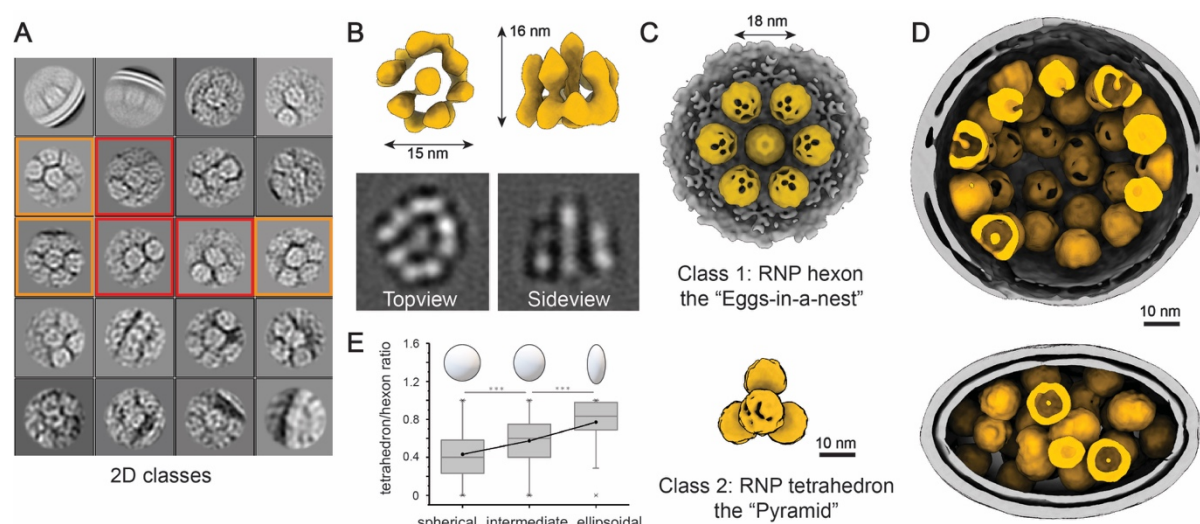 A
2D classes
B
16 nm
15 nm
Topview
Sideview
C
18 nm
Class 1: RNP hexon
the “Eggs-in-a-nest”
10 nm
Class 2: RNP tetrahedron
the “Pyramid”
D
10 nm
E
tetrahedron/hexon ratio
1.6
1.2
0.8
0.4
0
***
***
spherical intermediate ellipsoidal